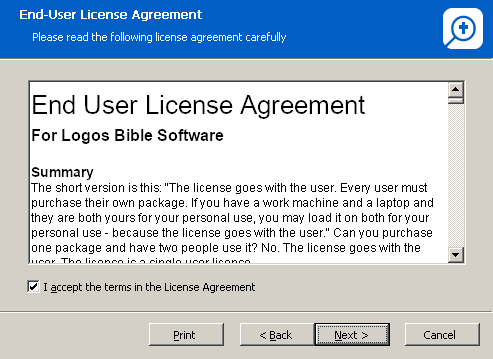 End-User License Agreement
Please read the following license agreement carefully
End User License Agreement
For Logos Bible Software
Summary
The short version is this: "The license goes with the user. Every user must
purchase their own package. If you have a work machine and a laptop and
they are both yours for your personal use, you may load it on both for your
personal use - because the license goes with the user." Can you purchase
one package and have two people use it? No. The license goes with the
user. The license is a single user license
I accept the terms in the License Agreement
Print
< Back
Next >
Cancel